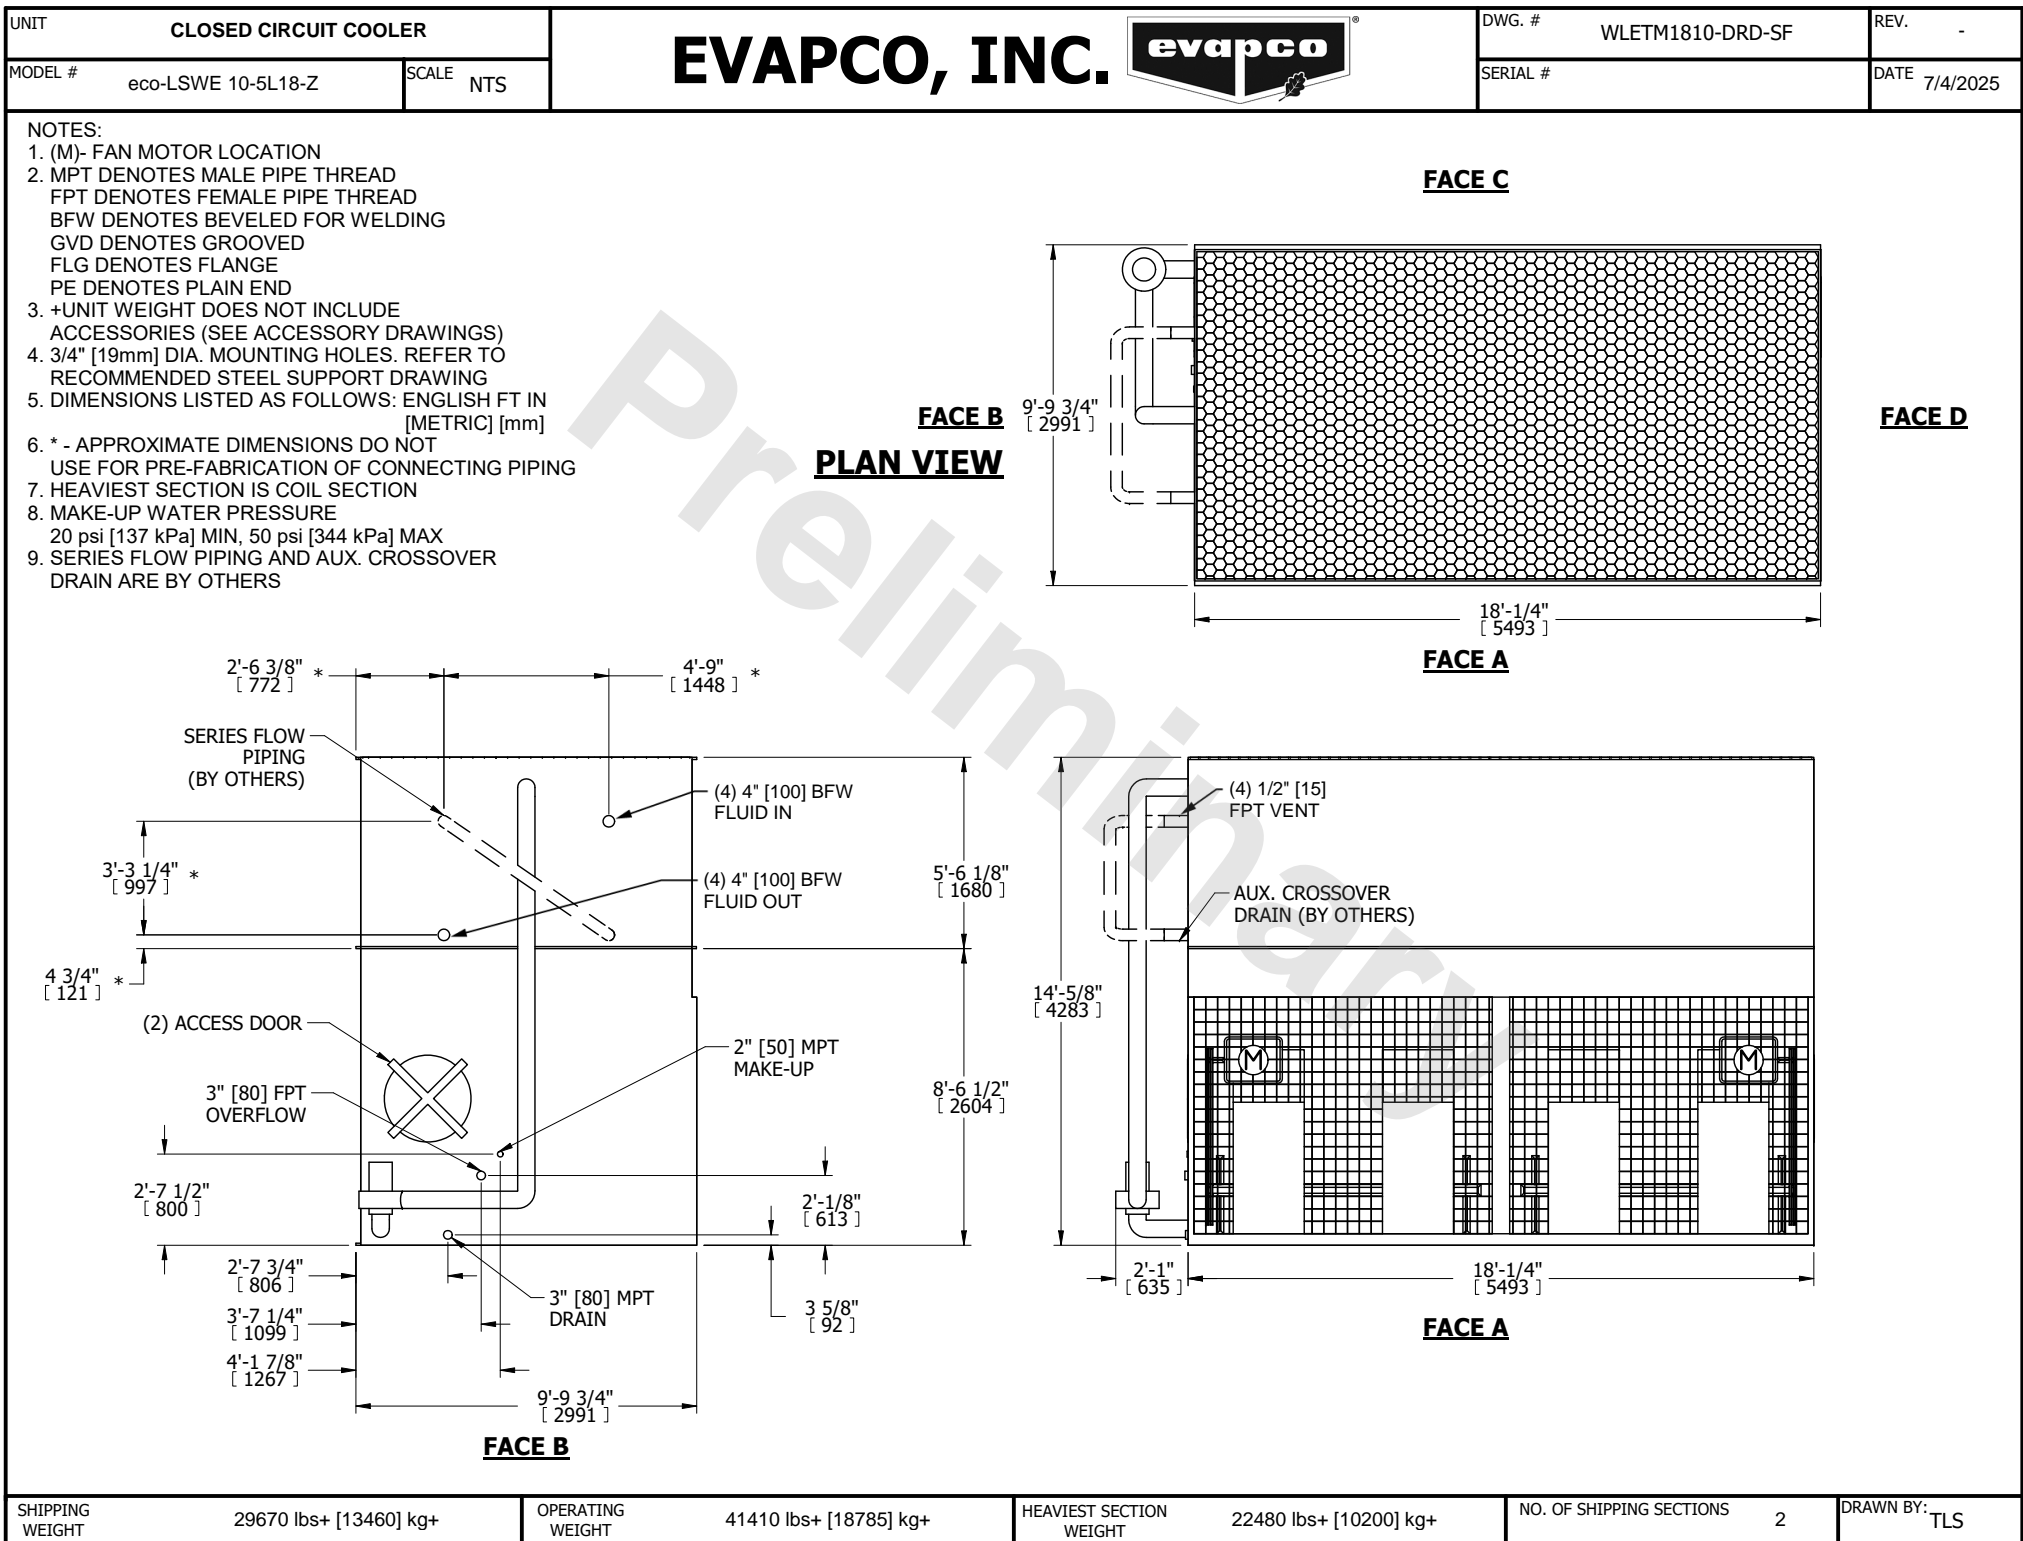 UNIT
CLOSED CIRCUIT COOLER
MODEL #
eco-LSWE 10-5L18-Z
SCALE
NTS
EVAPCO, INC.
evapco
®
DWG. #
WLETM1810-DRD-SF
REV.
-
SERIAL #
DATE
7/4/2025
NOTES:
1. (M)- FAN MOTOR LOCATION
2. MPT DENOTES MALE PIPE THREAD
FPT DENOTES FEMALE PIPE THREAD
BFW DENOTES BEVELED FOR WELDING
GVD DENOTES GROOVED
FLG DENOTES FLANGE
PE DENOTES PLAIN END
3. +UNIT WEIGHT DOES NOT INCLUDE
ACCESSORIES (SEE ACCESSORY DRAWINGS)
4. 3/4" [19mm] DIA. MOUNTING HOLES. REFER TO
RECOMMENDED STEEL SUPPORT DRAWING
5. DIMENSIONS LISTED AS FOLLOWS: ENGLISH FT IN
[METRIC] [mm]
6. * - APPROXIMATE DIMENSIONS DO NOT
USE FOR PRE-FABRICATION OF CONNECTING PIPING
7. HEAVIEST SECTION IS COIL SECTION
8. MAKE-UP WATER PRESSURE
20 psi [137 kPa] MIN, 50 psi [344 kPa] MAX
9. SERIES FLOW PIPING AND AUX. CROSSOVER
DRAIN ARE BY OTHERS
Preliminary
FACE C
FACE B
PLAN VIEW
9'-9 3/4"
[ 2991 ]
FACE D
18'-1/4"
[ 5493 ]
FACE A
2'-6 3/8" *
[ 772 ]
4'-9" *
[ 1448 ]
SERIES FLOW
PIPING
(BY OTHERS)
(4) 4" [100] BFW
FLUID IN
3'-3 1/4" *
[ 997 ]
(4) 4" [100] BFW
FLUID OUT
5'-6 1/8"
[ 1680 ]
4 3/4" *
[ 121 ]
(2) ACCESS DOOR
2" [50] MPT
MAKE-UP
3" [80] FPT
OVERFLOW
8'-6 1/2"
[ 2604 ]
2'-7 1/2"
[ 800 ]
2'-1/8"
[ 613 ]
2'-7 3/4"
[ 806 ]
3" [80] MPT
DRAIN
3 5/8"
[ 92 ]
3'-7 1/4"
[ 1099 ]
4'-1 7/8"
[ 1267 ]
9'-9 3/4"
[ 2991 ]
FACE B
(4) 1/2" [15]
FPT VENT
AUX. CROSSOVER
DRAIN (BY OTHERS)
14'-5/8"
[ 4283 ]
M
M
2'-1"
[ 635 ]
18'-1/4"
[ 5493 ]
FACE A
SHIPPING
WEIGHT
29670 lbs+ [13460] kg+
OPERATING
WEIGHT
41410 lbs+ [18785] kg+
HEAVIEST SECTION
WEIGHT
22480 lbs+ [10200] kg+
NO. OF SHIPPING SECTIONS
2
DRAWN BY:
TLS